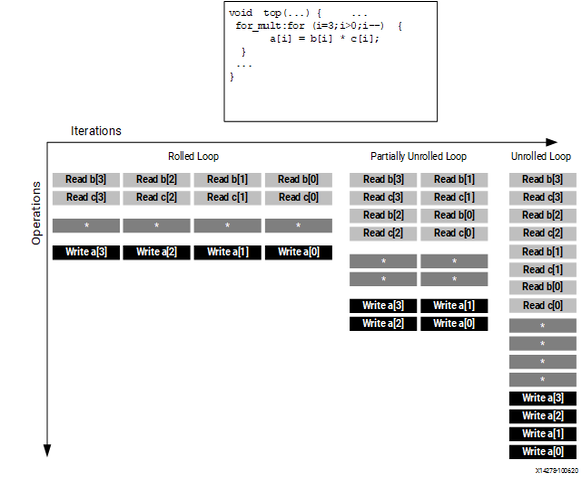 void top(...) { ...
for_mult:for (i=3;i>0;i--) {
a[i] = b[i] * c[i];
}
...
}
Iterations
Operations
Rolled Loop
Read b[3] Read b[2] Read b[1] Read b[0]
Read c[3] Read c[2] Read c[1] Read c[0]
* * * *
Write a[3] Write a[2] Write a[1] Write a[0]
Partially Unrolled Loop
Read b[3] Read b[1]
Read c[3] Read c[1]
Read b[2] Read b[0]
Read c[2] Read c[0]
* *
* *
Write a[3] Write a[1]
Write a[2] Write a[0]
Unrolled Loop
Read b[3]
Read c[3]
Read b[2]
Read c[2]
Read b[1]
Read c[1]
Read b[0]
Read c[0]
*
*
*
*
Write a[3]
Write a[2]
Write a[1]
Write a[0]
X14278-100620